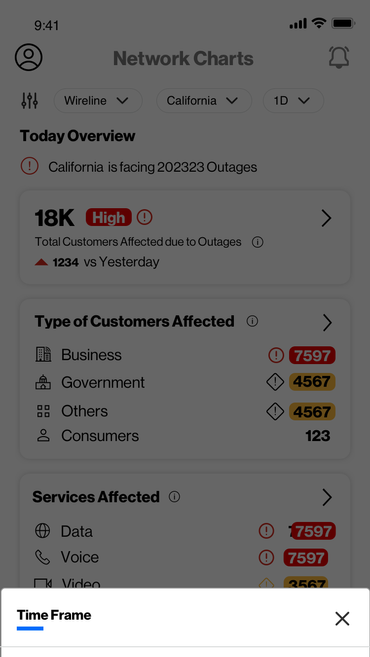 9:41
Network Charts
Wireline California 1D
Today Overview
California is facing 202323 Outages
18K High
Total Customers Affected due to Outages
1234 vs Yesterday
Type of Customers Affected
Business 7597
Government 4567
Others 4567
Consumers 123
Services Affected
Data 7597
Voice 7597
Video 3567
Time Frame